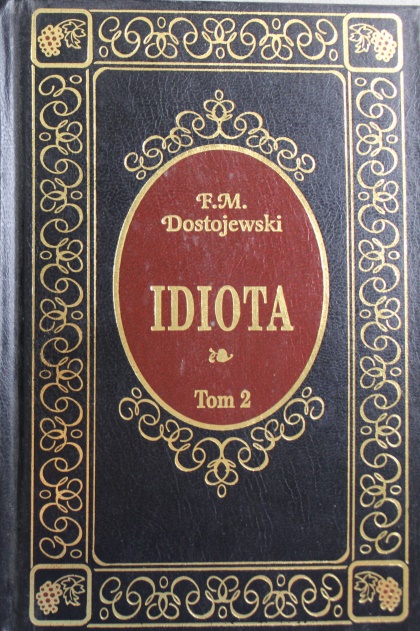 F.M.
Dostojewski
IDIOTA
Tom 2